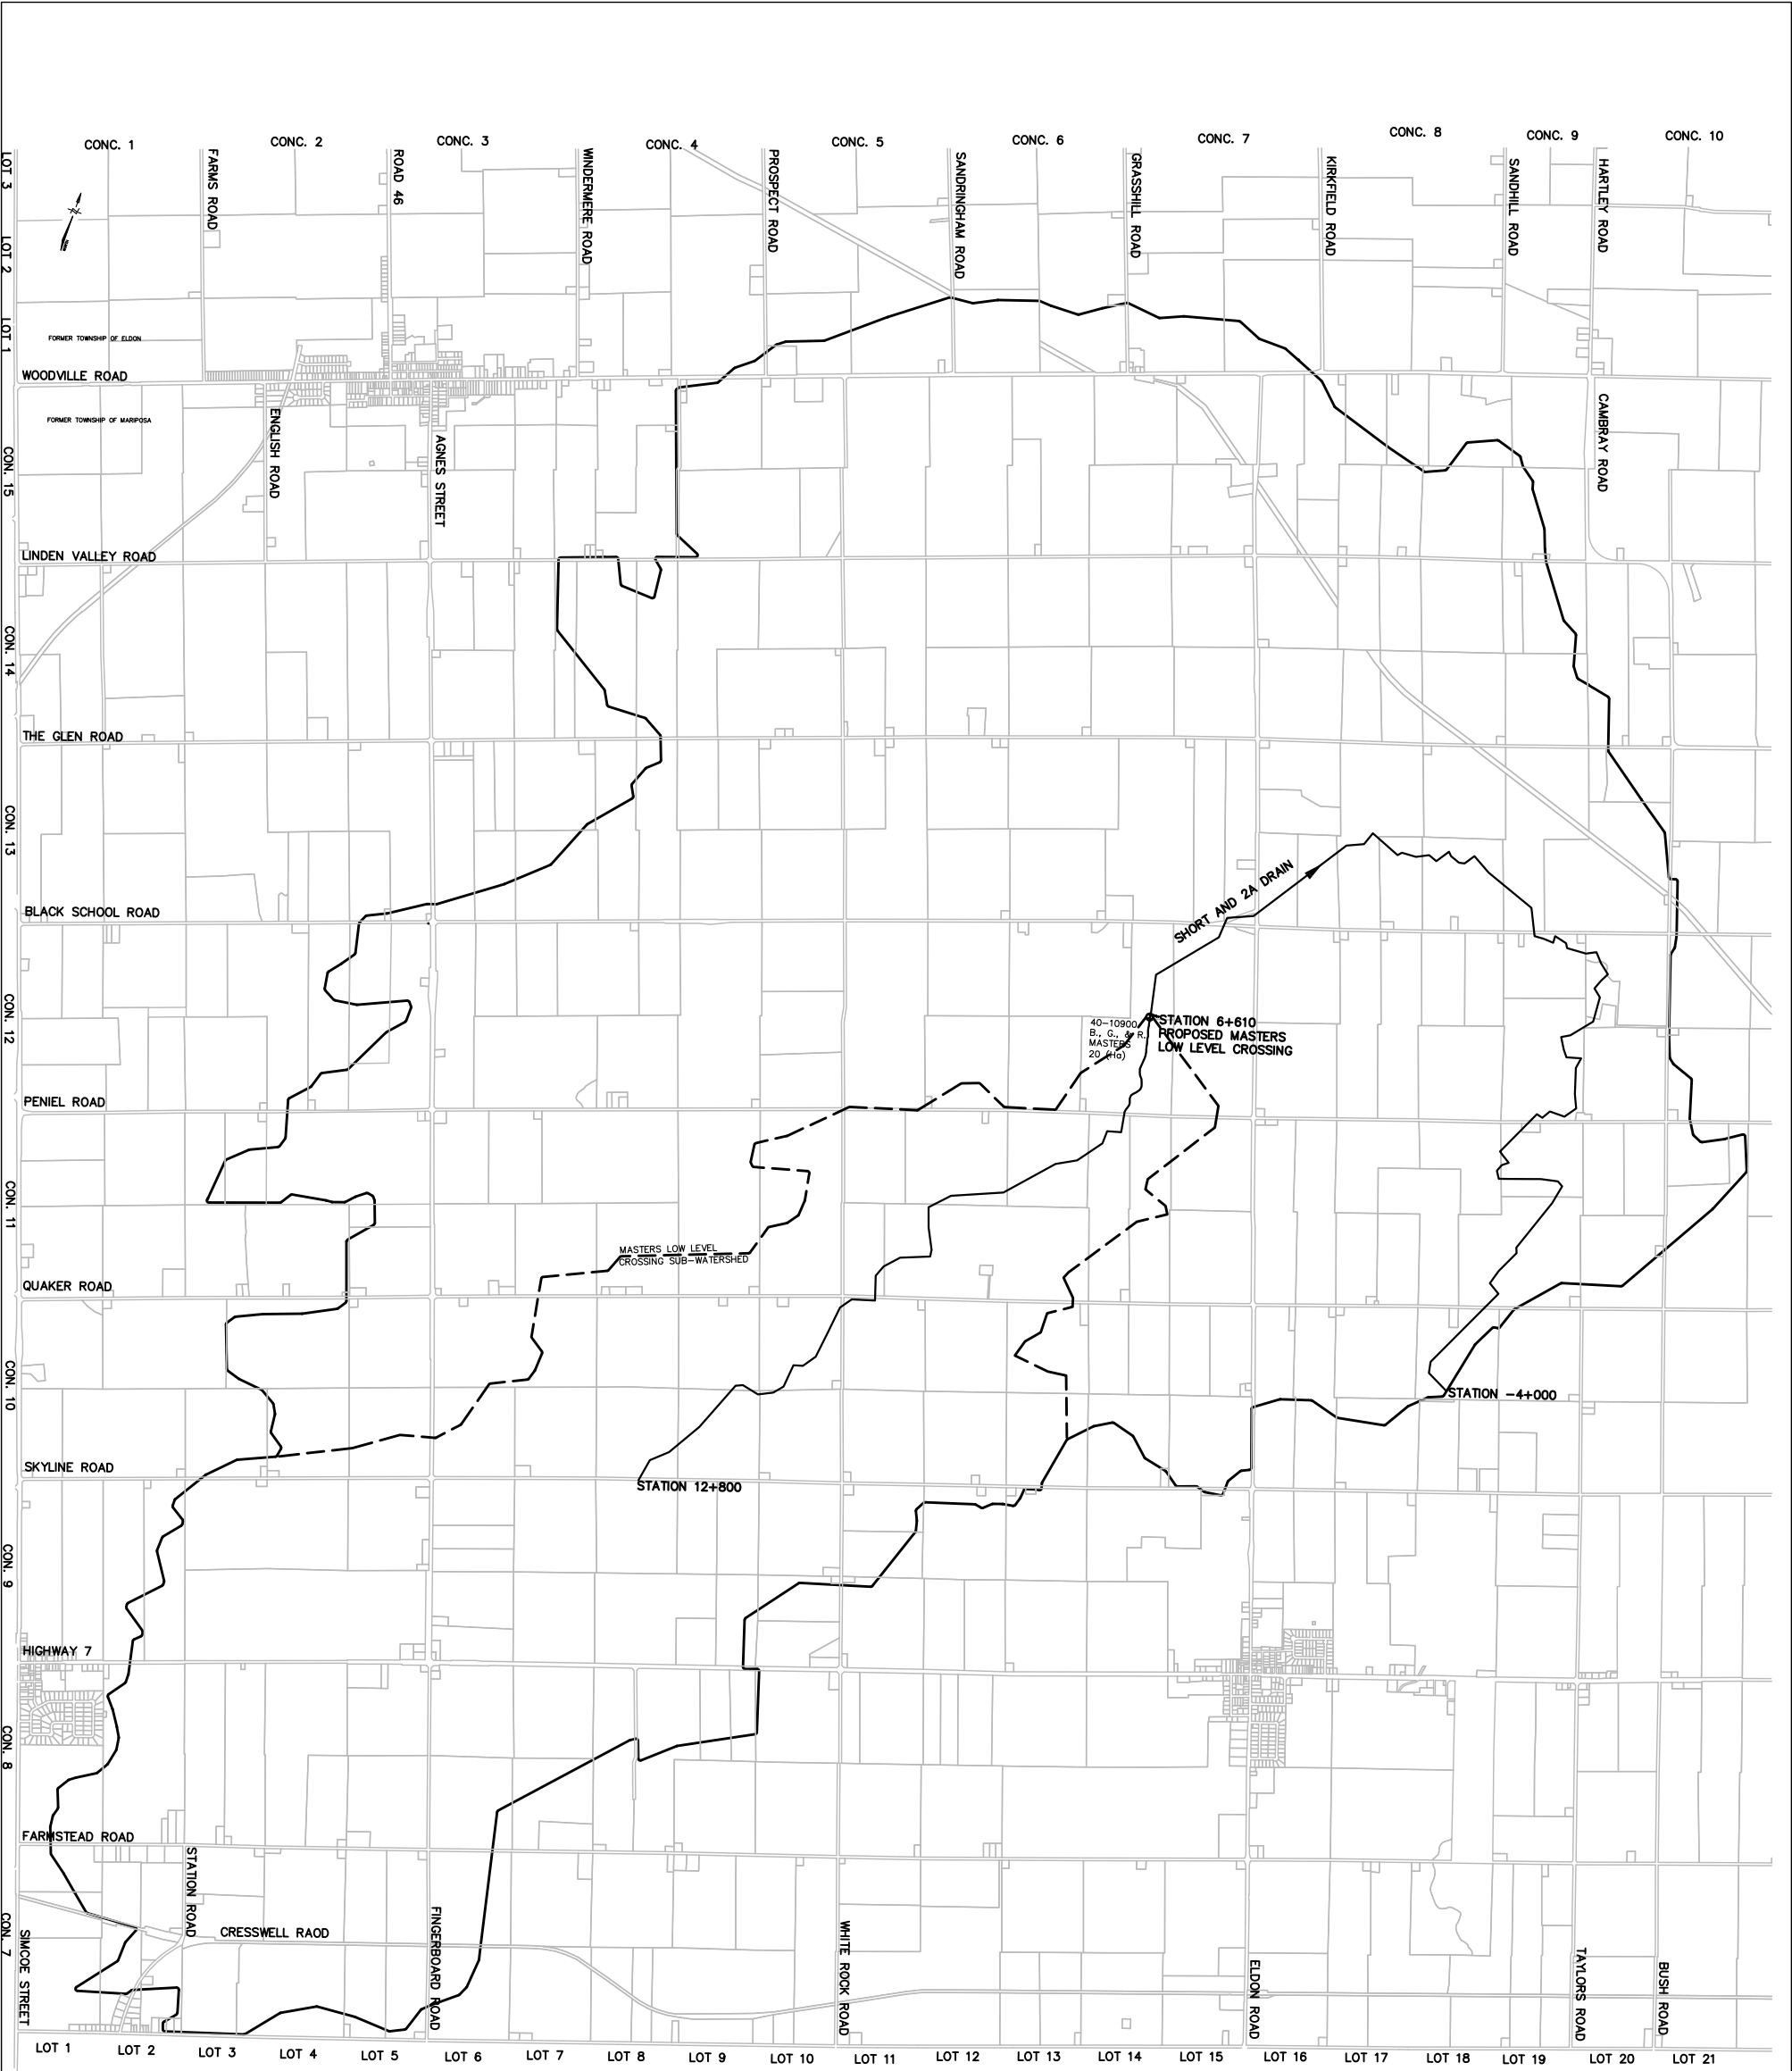 CONC. 1
CONC. 2
CONC. 3
CONC. 4
CONC. 5
CONC. 6
CONC. 7
CONC. 8
CONC. 9
CONC. 10
LOT 3
LOT 2
LOT 1
FARMS ROAD
ROAD 46
WINDERMERE ROAD
PROSPECT ROAD
SANDRINGHAM ROAD
GRASSHILL ROAD
KIRKFIELD ROAD
SANDHILL ROAD
HARTLEY ROAD
FORMER TOWNSHIP OF ELDON
WOODVILLE ROAD
FORMER TOWNSHIP OF MARIPOSA
ENGLISH ROAD
AGNES STREET
CAMBRAY ROAD
CON. 15
LINDEN VALLEY ROAD
CON. 14
THE GLEN ROAD
CON. 13
SHORT AND 2A DRAIN
BLACK SCHOOL ROAD
CON. 12
40-10900
B., G., & R.
MASTERS
20 (Ha)
STATION 6+610
PROPOSED MASTERS
LOW LEVEL CROSSING
PENIEL ROAD
CON. 11
MASTERS LOW LEVEL
CROSSING SUB-WATERSHED
QUAKER ROAD
CON. 10
STATION -4+000
SKYLINE ROAD
STATION 12+800
CON. 9
HIGHWAY 7
CON. 8
FARMSTEAD ROAD
STATION ROAD
CRESSWELL RAOD
CON. 7
SIMCOE STREET
FINGERBOARD ROAD
WHITE ROCK ROAD
ELDON ROAD
TAYLORS ROAD
BUSH ROAD
LOT 1
LOT 2
LOT 3
LOT 4
LOT 5
LOT 6
LOT 7
LOT 8
LOT 9
LOT 10
LOT 11
LOT 12
LOT 13
LOT 14
LOT 15
LOT 16
LOT 17
LOT 18
LOT 19
LOT 20
LOT 21